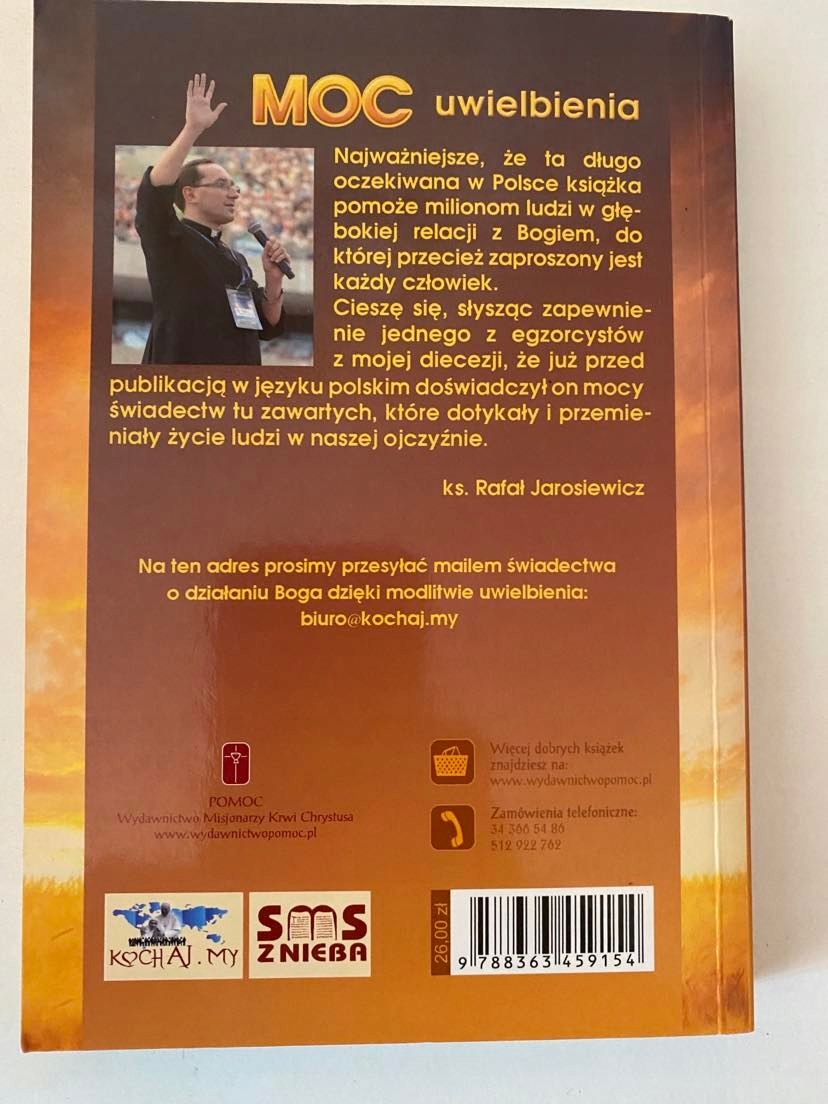 MOC uwielbienia
Najważniejsze, że ta długo
oczekiwana w Polsce książka
pomoże milionom ludzi w głę-
bokiej relacji z Bogiem, do
której przecież zaproszony jest
każdy człowiek.
Cieszę się, słysząc zapewnie-
nie jednego z egzorcystów
z mojej diecezji, że już przed
publikacją w języku polskim doświadczył on mocy
świadectw tu zawartych, które dotykały i przemie-
niały życie ludzi w naszej ojczyźnie.
ks. Rafał Jarosiewicz
Na ten adres prosimy przesyłać mailem świadectwa
o działaniu Boga dzięki modlitwie uwielbienia:
biuro@kochaj.my
POMOC
Wydawnictwo Misjonarzy Krwi Chrystusa
www.wydawnictwopomoc.pl
Więcej dobrych książek
znajdziesz na:
www.wydawnictwopomoc.pl
Zamówienia telefoniczne:
34 366 54 86
512 922 762
KOCHAJ.MY
SMS
Z NIEBA
26,00 zł
9 788363 459154